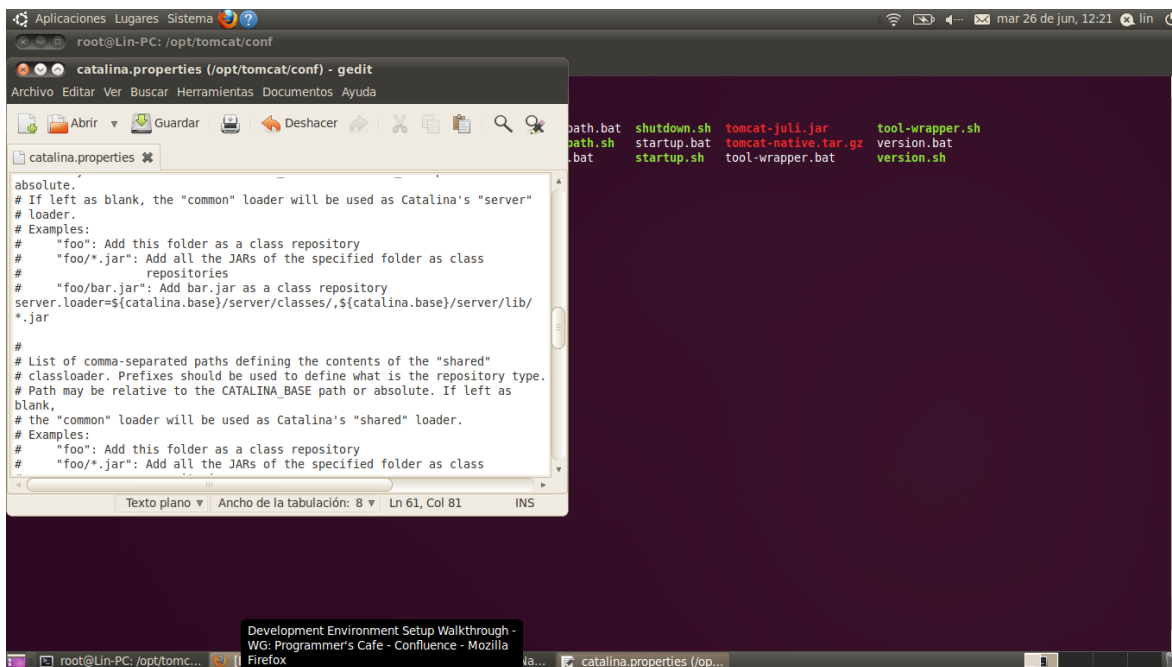 Aplicaciones Lugares Sistema mar 26 de jun, 12:21 lin
root@Lin-PC: /opt/tomcat/conf
catalina.properties (/opt/tomcat/conf) - gedit
Archivo Editar Ver Buscar Herramientas Documentos Ayuda
Abrir Guardar Deshacer
catalina.properties
absolute.
# If left as blank, the "common" loader will be used as Catalina's "server"
# loader.
# Examples:
#     "foo": Add this folder as a class repository
#     "foo/*.jar": Add all the JARs of the specified folder as class
#                  repositories
#     "foo/bar.jar": Add bar.jar as a class repository
server.loader=${catalina.base}/server/classes/,${catalina.base}/server/lib/
*.jar
#
# List of comma-separated paths defining the contents of the "shared"
# classloader. Prefixes should be used to define what is the repository type.
# Path may be relative to the CATALINA_BASE path or absolute. If left as
blank,
# the "common" loader will be used as Catalina's "shared" loader.
# Examples:
#     "foo": Add this folder as a class repository
#     "foo/*.jar": Add all the JARs of the specified folder as class
Texto plano Ancho de la tabulación: 8 Ln 61, Col 81 INS
path.bat shutdown.sh tomcat-juli.jar tool-wrapper.sh
path.sh startup.bat tomcat-native.tar.gz version.bat
.bat startup.sh tool-wrapper.bat version.sh
Development Environment Setup Walkthrough -
WG: Programmer's Cafe - Confluence - Mozilla
Firefox
root@Lin-PC: /opt/tomc... Na... catalina.properties (/op...